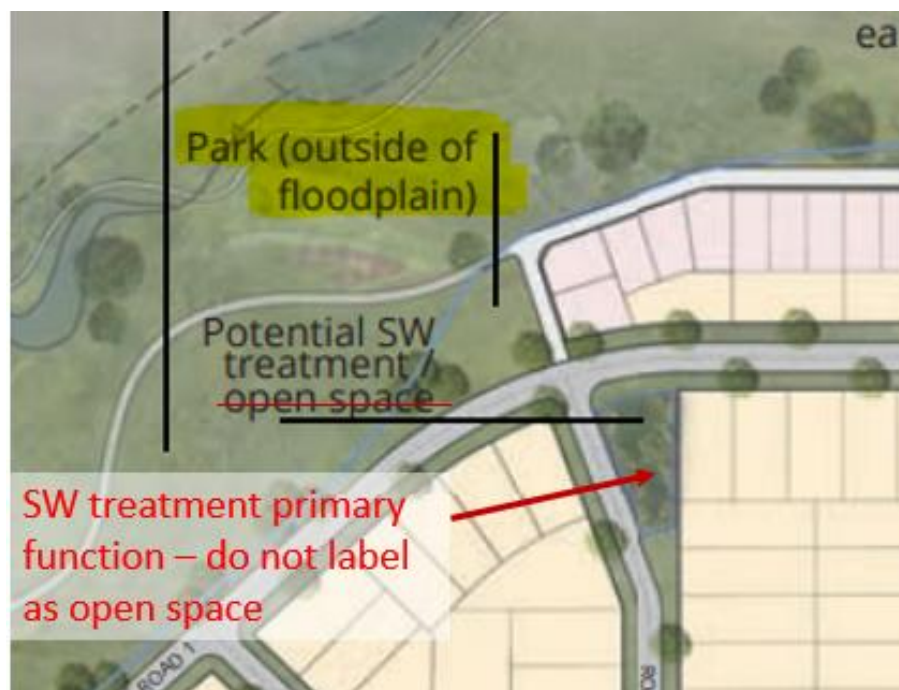 ea
Park (outside of
floodplain)
Potential SW
treatment /
open space
SW treatment primary
function – do not label
as open space
ROAD 1
RO